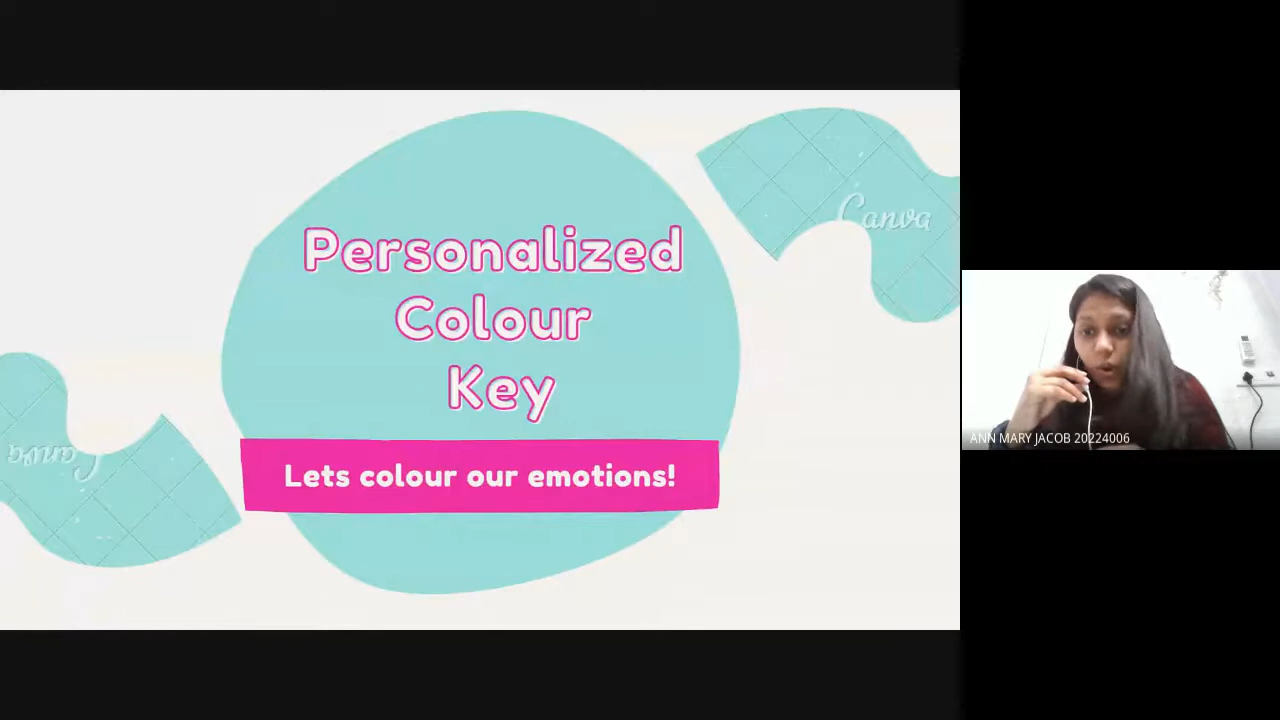 Personalized
Colour
Key
Lets colour our emotions!
Canva
Canva
ANN MARY JACOB 20224006